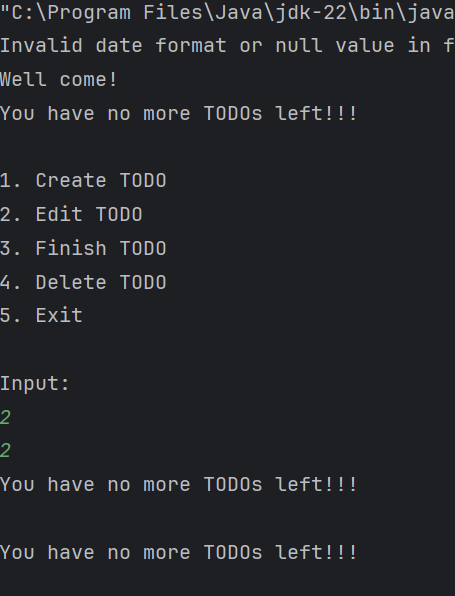 "C:\Program Files\Java\jdk-22\bin\java
Invalid date format or null value in f
Well come!
You have no more TODOs left!!!
1. Create TODO
2. Edit TODO
3. Finish TODO
4. Delete TODO
5. Exit
Input:
2
2
You have no more TODOs left!!!
You have no more TODOs left!!!